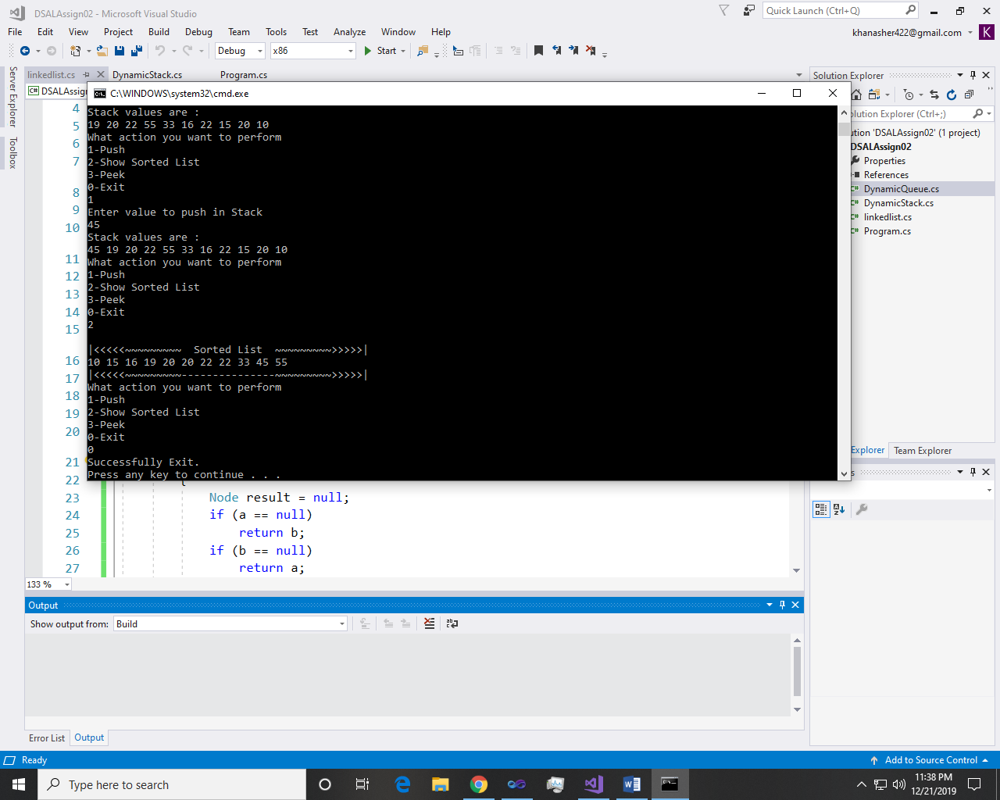 DSALAssign02 - Microsoft Visual Studio
Quick Launch (Ctrl+Q)
File Edit View Project Build Debug Team Tools Test Analyze Window Help
khanasher422@gmail.com K
Debug x86 Start
Server Explorer
Toolbox
linkedlist.cs DynamicStack.cs Program.cs
C# DSALAssign
C:\WINDOWS\system32\cmd.exe
Stack values are :
19 20 22 55 33 16 22 15 20 10
What action you want to perform
1-Push
2-Show Sorted List
3-Peek
0-Exit
1
Enter value to push in Stack
45
Stack values are :
45 19 20 22 55 33 16 22 15 20 10
What action you want to perform
1-Push
2-Show Sorted List
3-Peek
0-Exit
2
|<<<<<~~~~~~~~~  Sorted List  ~~~~~~~~~>>>>>|
10 15 16 19 20 20 22 22 33 45 55
|<<<<<~~~~~~~~~---------------~~~~~~~~~>>>>>|
What action you want to perform
1-Push
2-Show Sorted List
3-Peek
0-Exit
0
Successfully Exit.
Press any key to continue . . .
4
5
6
7
8
9
10
11
12
13
14
15
16
17
18
19
20
21
22 {
23 Node result = null;
24 if (a == null)
25 return b;
26 if (b == null)
27 return a;
133 %
Solution Explorer
olution Explorer (Ctrl+;)
ution 'DSALAssign02' (1 project)
DSALAssign02
Properties
References
DynamicQueue.cs
DynamicStack.cs
linkedlist.cs
Program.cs
Explorer Team Explorer
s
Output
Show output from: Build
Error List Output
Ready
Add to Source Control
Type here to search
11:38 PM
12/21/2019